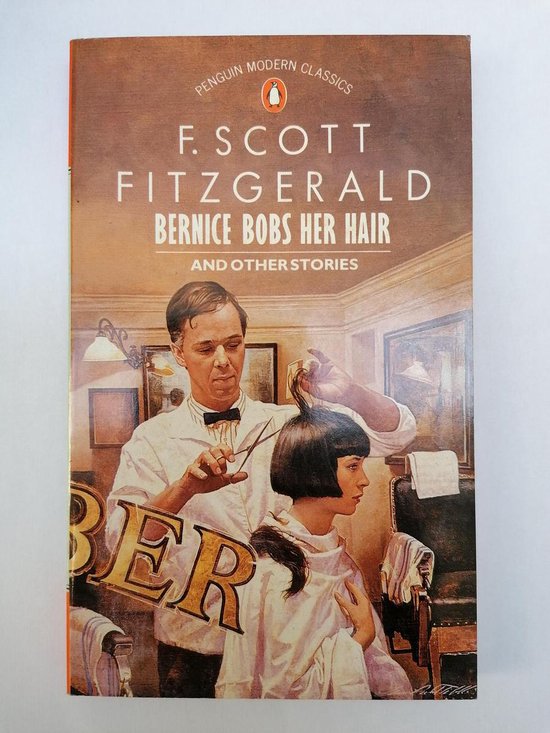 PENGUIN MODERN CLASSICS
F. SCOTT
FITZGERALD
BERNICE BOBS HER HAIR
AND OTHER STORIES
BER